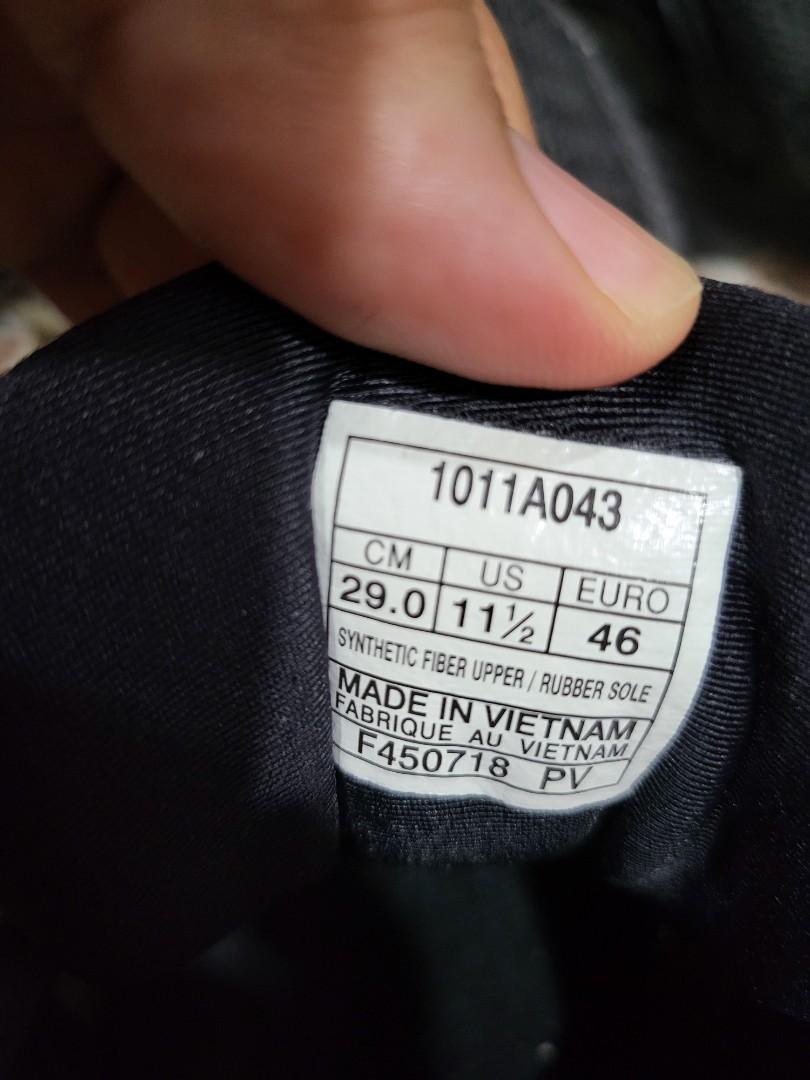 1011A043
CM US EURO
29.0 11½ 46
SYNTHETIC FIBER UPPER / RUBBER SOLE
MADE IN VIETNAM
FABRIQUE AU VIETNAM
F450718 PV